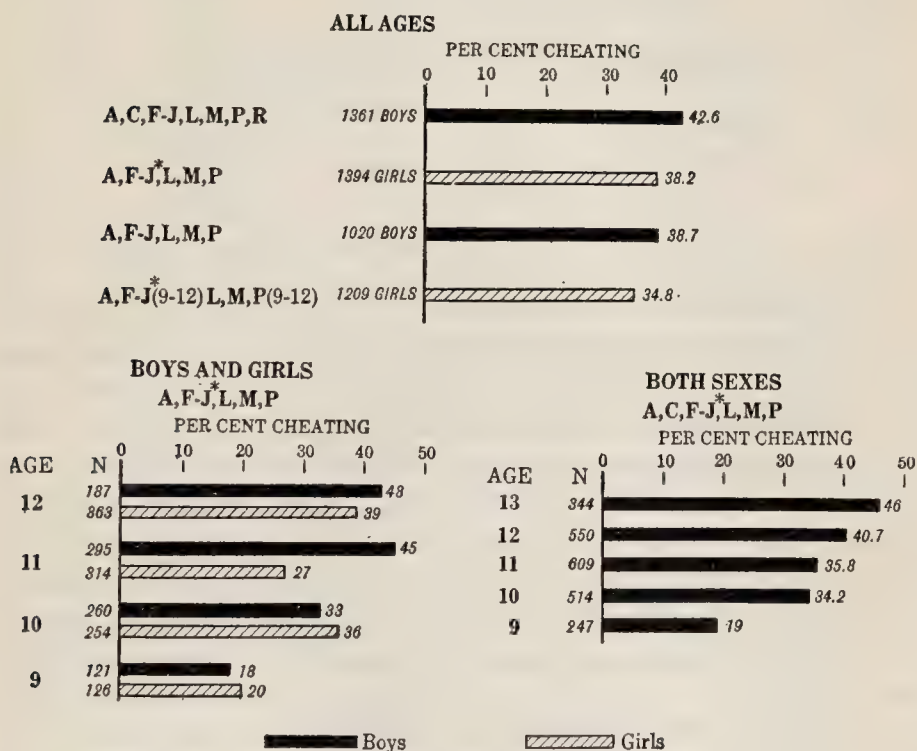 ALL AGES
PER CENT CHEATING
0 10 20 30 40
A,C,F-J,L,M,P,R 1361 BOYS 42.6
A,F-J,*L,M,P 1394 GIRLS 38.2
A,F-J,L,M,P 1020 BOYS 38.7
A,F-J*(9-12) L,M,P(9-12) 1209 GIRLS 34.8
BOYS AND GIRLS
A,F-J,*L,M,P
PER CENT CHEATING
0 10 20 30 40 50
AGE N
12 187 43
363 39
11 295 45
314 27
10 260 33
254 36
9 121 18
126 20
BOTH SEXES
A,C,F-J,*L,M,P
PER CENT CHEATING
0 10 20 30 40 50
AGE N
13 344 46
12 550 40.7
11 609 35.8
10 514 34.2
9 247 19
Boys Girls